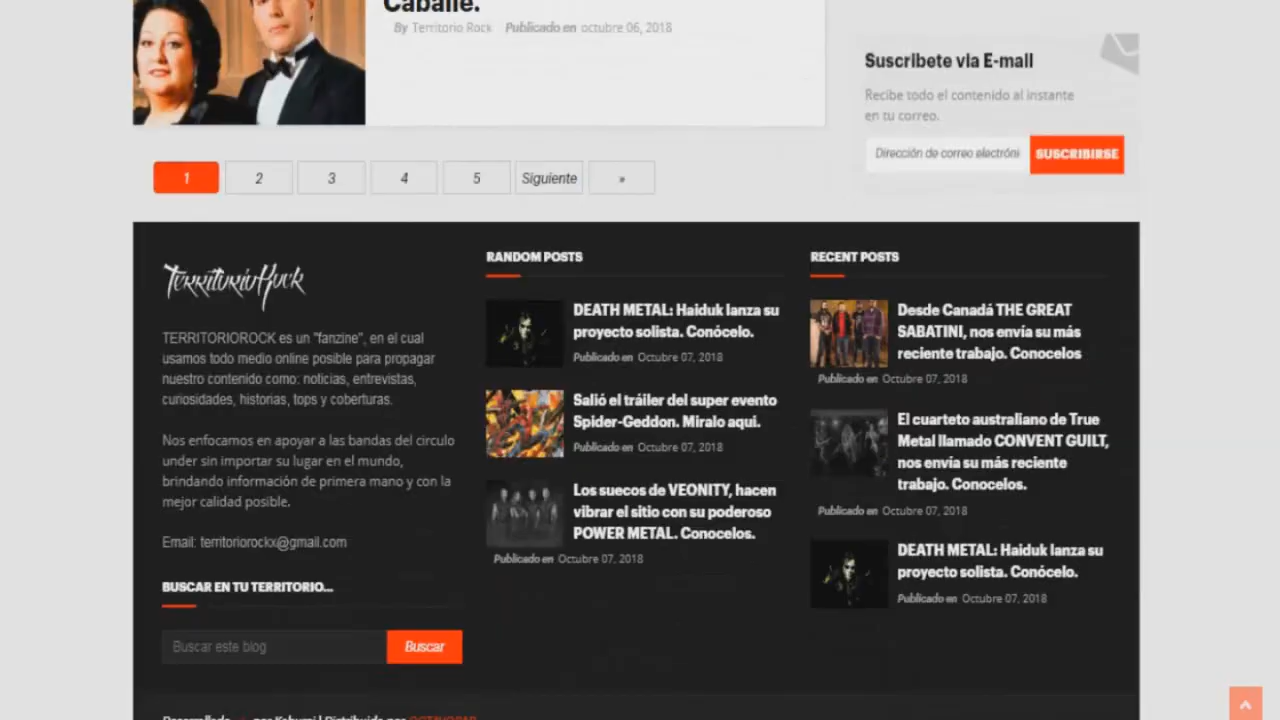 Caballé.
By Territorio Rock Publicado en octubre 06, 2018
Suscribete via E-mail
Recibe todo el contenido al instante
en tu correo.
Dirección de correo electróni
SUSCRIBIRSE
1
2
3
4
5
Siguiente
»
TerritorioRock
TERRITORIOROCK es un "fanzine", en el cual
usamos todo medio online posible para propagar
nuestro contenido como: noticias, entrevistas,
curiosidades, historias, tops y coberturas.
Nos enfocamos en apoyar a las bandas del circulo
under sin importar su lugar en el mundo,
brindando información de primera mano y con la
mejor calidad posible.
Email: territoriorockx@gmail.com
BUSCAR EN TU TERRITORIO...
Buscar este blog
Buscar
RANDOM POSTS
DEATH METAL: Haiduk lanza su
proyecto solista. Conócelo.
Publicado en Octubre 07, 2018
Salió el tráiler del super evento
Spider-Geddon. Miralo aqui.
Publicado en Octubre 07, 2018
Los suecos de VEONITY, hacen
vibrar el sitio con su poderoso
POWER METAL. Conocelos.
Publicado en Octubre 07, 2018
RECENT POSTS
Desde Canadá THE GREAT
SABATINI, nos envía su más
reciente trabajo. Conocelos
Publicado en Octubre 07, 2018
El cuarteto australiano de True
Metal llamado CONVENT GUILT,
nos envia su más reciente
trabajo. Conocelos.
Publicado en Octubre 07, 2018
DEATH METAL: Haiduk lanza su
proyecto solista. Conócelo.
Publicado en Octubre 07, 2018
Desarrollado por Kaburni | Distribuido por